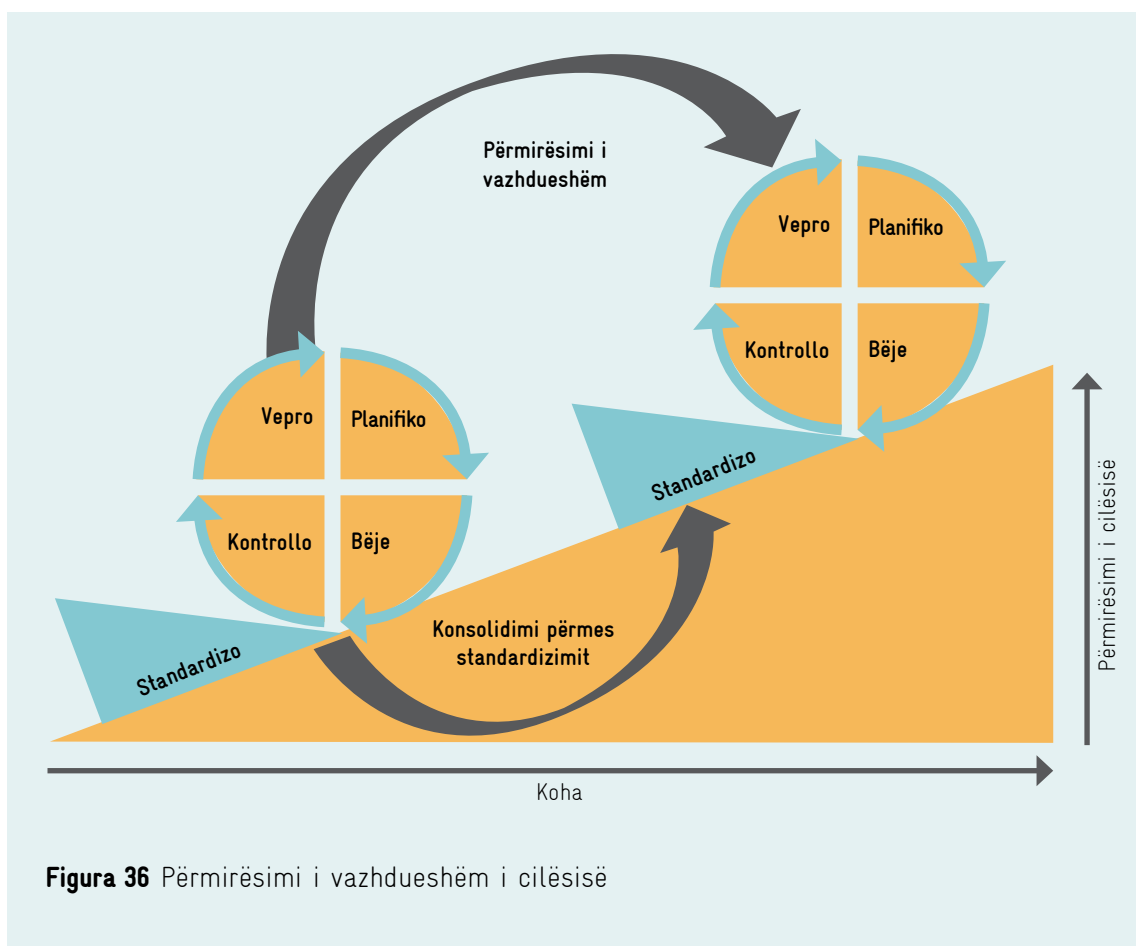 Përmirësimi i
vazhdueshëm
Vepro
Planifiko
Kontrollo
Bëje
Standardizo
Vepro
Planifiko
Kontrollo
Bëje
Standardizo
Konsolidimi përmes
standardizimit
Përmirësimi i cilësisë
Koha
Figura 36 Përmirësimi i vazhdueshëm i cilësisë